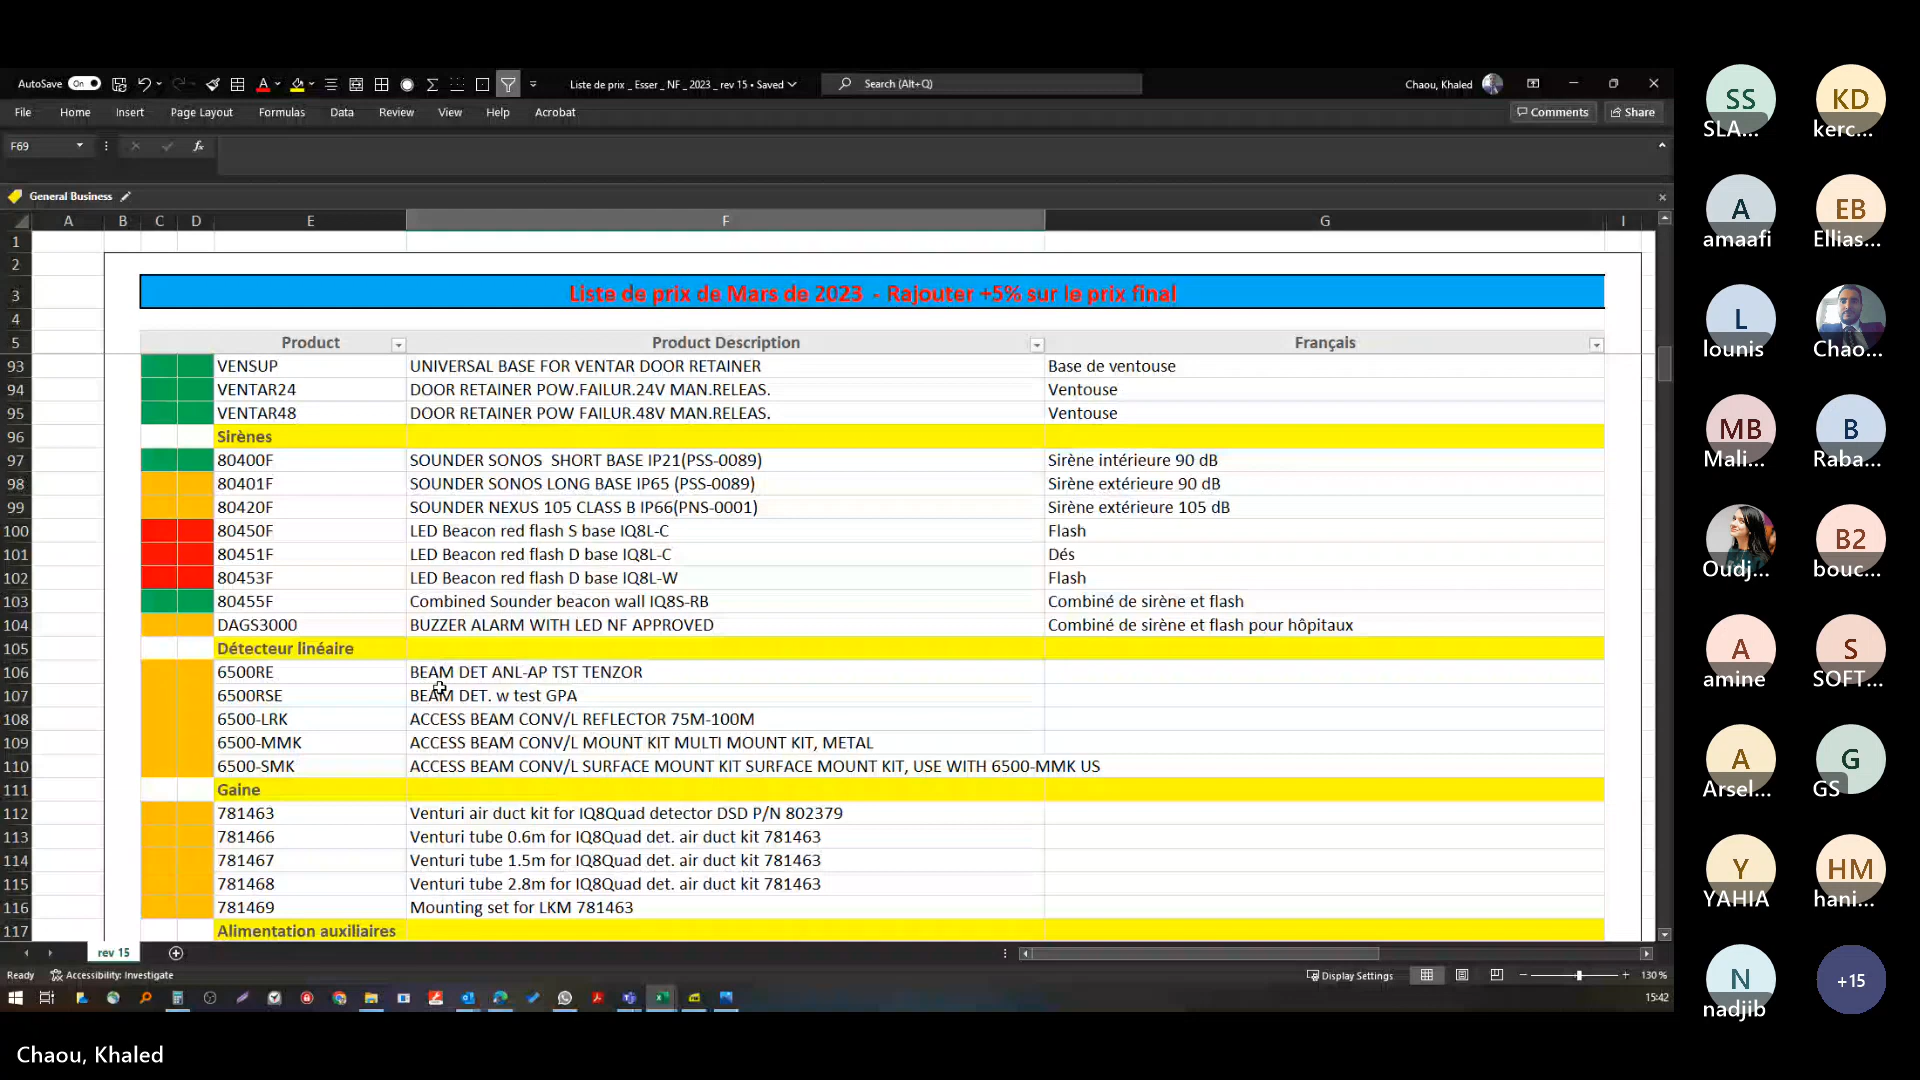 AutoSave On Liste de prix _ Esser _ NF _ 2023 _ rev 15 • Saved Search (Alt+Q) Chaou, Khaled
File Home Insert Page Layout Formulas Data Review View Help Acrobat Comments Share
F69 fx
General Business
A B C D E F G I
1
2
3 Liste de prix de Mars de 2023 - Rajouter +5% sur le prix final
4
5 Product Product Description Français
93 VENSUP UNIVERSAL BASE FOR VENTAR DOOR RETAINER Base de ventouse
94 VENTAR24 DOOR RETAINER POW.FAILUR.24V MAN.RELEAS. Ventouse
95 VENTAR48 DOOR RETAINER POW FAILUR.48V MAN.RELEAS. Ventouse
96 Sirènes
97 80400F SOUNDER SONOS SHORT BASE IP21(PSS-0089) Sirène intérieure 90 dB
98 80401F SOUNDER SONOS LONG BASE IP65 (PSS-0089) Sirène extérieure 90 dB
99 80420F SOUNDER NEXUS 105 CLASS B IP66(PNS-0001) Sirène extérieure 105 dB
100 80450F LED Beacon red flash S base IQ8L-C Flash
101 80451F LED Beacon red flash D base IQ8L-C Dés
102 80453F LED Beacon red flash D base IQ8L-W Flash
103 80455F Combined Sounder beacon wall IQ8S-RB Combiné de sirène et flash
104 DAGS3000 BUZZER ALARM WITH LED NF APPROVED Combiné de sirène et flash pour hôpitaux
105 Détecteur linéaire
106 6500RE BEAM DET ANL-AP TST TENZOR
107 6500RSE BEAM DET. w test GPA
108 6500-LRK ACCESS BEAM CONV/L REFLECTOR 75M-100M
109 6500-MMK ACCESS BEAM CONV/L MOUNT KIT MULTI MOUNT KIT, METAL
110 6500-SMK ACCESS BEAM CONV/L SURFACE MOUNT KIT SURFACE MOUNT KIT, USE WITH 6500-MMK US
111 Gaine
112 781463 Venturi air duct kit for IQ8Quad detector DSD P/N 802379
113 781466 Venturi tube 0.6m for IQ8Quad det. air duct kit 781463
114 781467 Venturi tube 1.5m for IQ8Quad det. air duct kit 781463
115 781468 Venturi tube 2.8m for IQ8Quad det. air duct kit 781463
116 781469 Mounting set for LKM 781463
117 Alimentation auxiliaires
rev 15
Ready Accessibility: Investigate Display Settings 130 %
15:42
Chaou, Khaled
SS KD
SLA... kerc...
A EB
amaafi Ellias...
L
lounis Chao...
MB B
Mali... Raba...
B2
Oudj... bouc...
A S
amine SOFT...
A G
Arsel... GS
Y HM
YAHIA hani...
N +15
nadjib